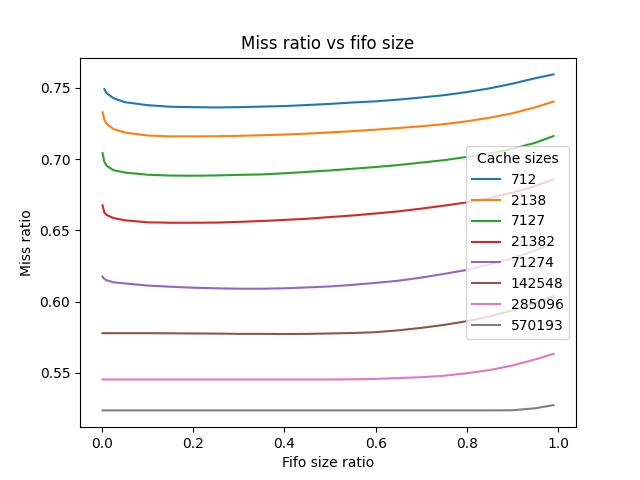 Miss ratio vs fifo size
Miss ratio
0.75
0.70
0.65
0.60
0.55
0.0 0.2 0.4 0.6 0.8 1.0
Fifo size ratio
Cache sizes
712
2138
7127
21382
71274
142548
285096
570193